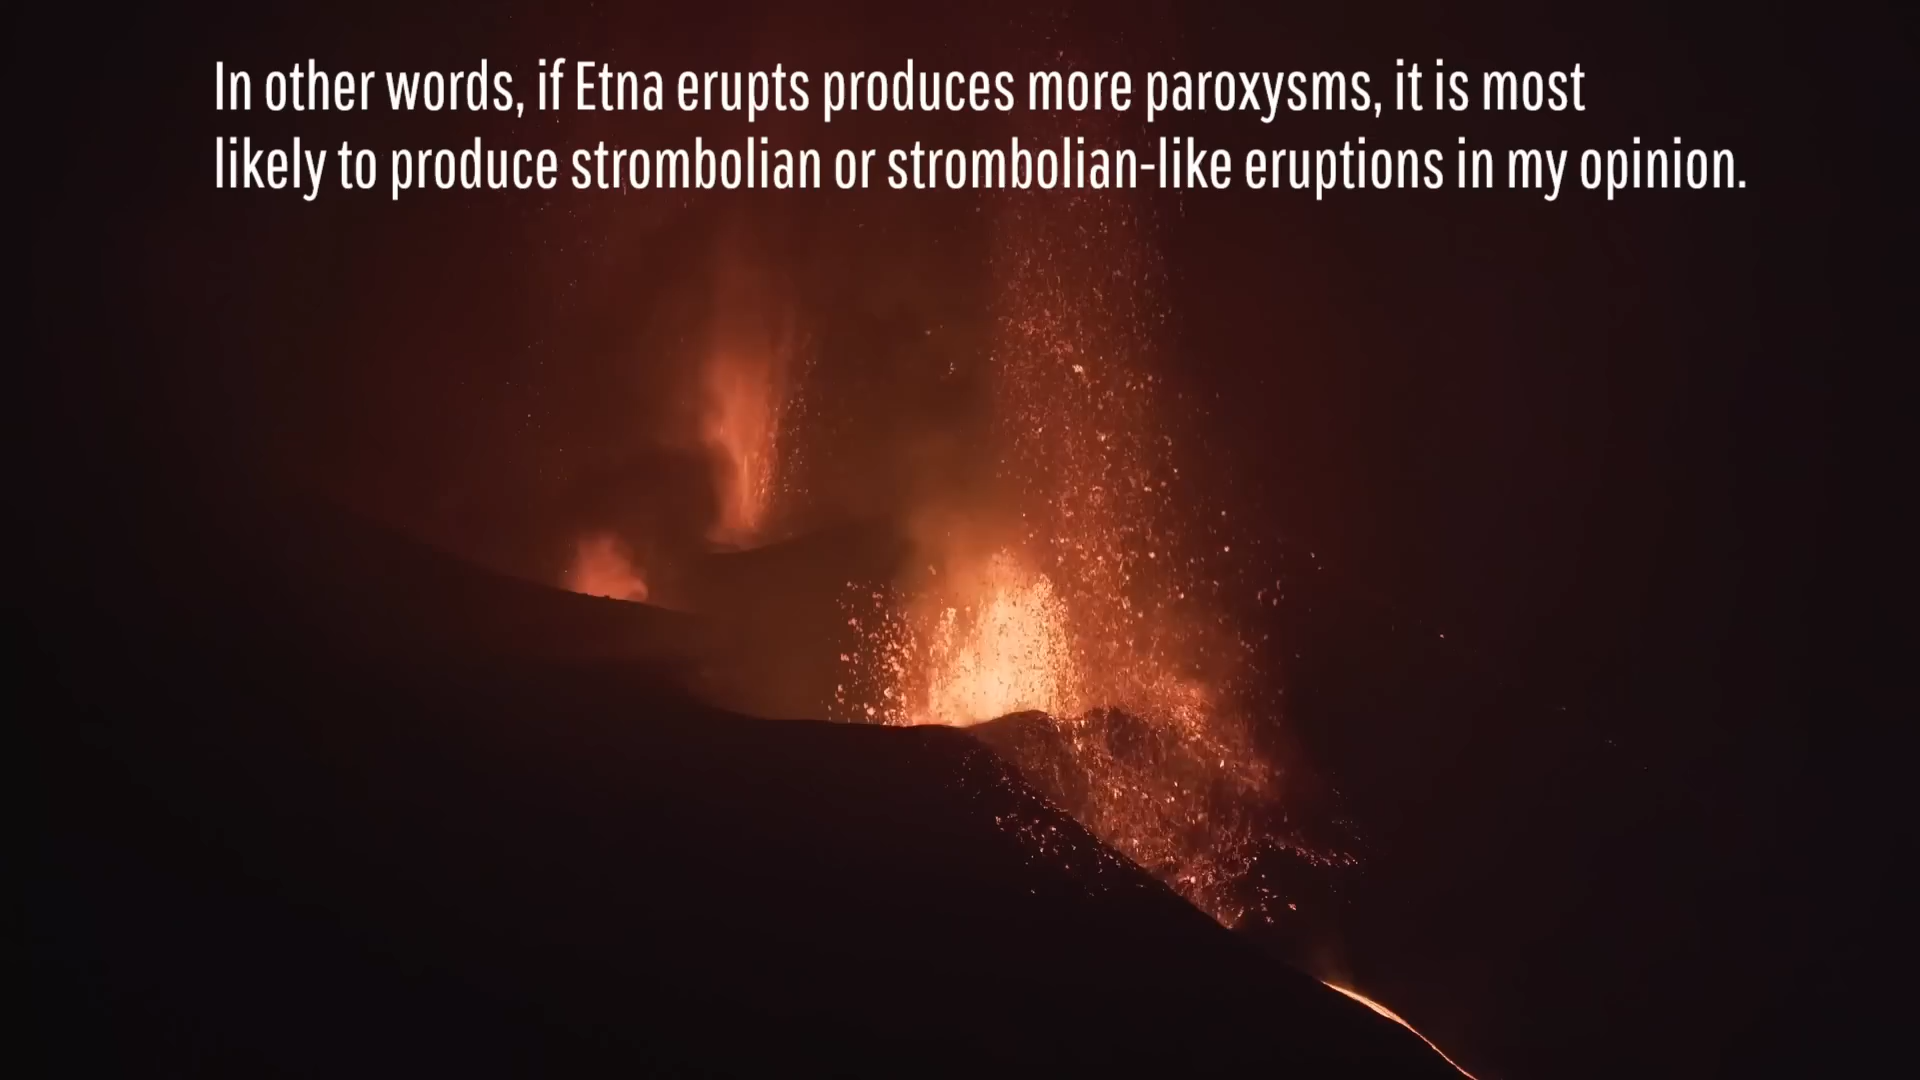 In other words, if Etna erupts produces more paroxysms, it is most
likely to produce strombolian or strombolian-like eruptions in my opinion.